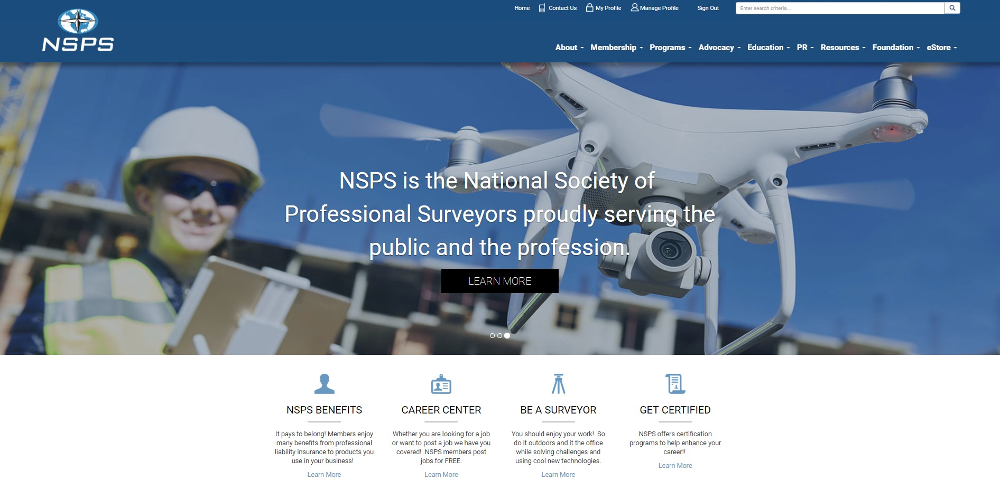 Home Contact Us My Profile Manage Profile Sign Out Enter search criteria...
NSPS
About Membership Programs Advocacy Education PR Resources Foundation eStore
NSPS is the National Society of
Professional Surveyors proudly serving the
public and the profession.
LEARN MORE
NSPS BENEFITS
It pays to belong! Members enjoy
many benefits from professional
liability insurance to products you
use in your business!
Learn More
CAREER CENTER
Whether you are looking for a job
or want to post a job we have you
covered! NSPS members post
jobs for FREE.
Learn More
BE A SURVEYOR
You should enjoy your work! So
do it outdoors and it the office
while solving challenges and
using cool new technologies.
Learn More
GET CERTIFIED
NSPS offers certification
programs to help enhance your
career!!
Learn More